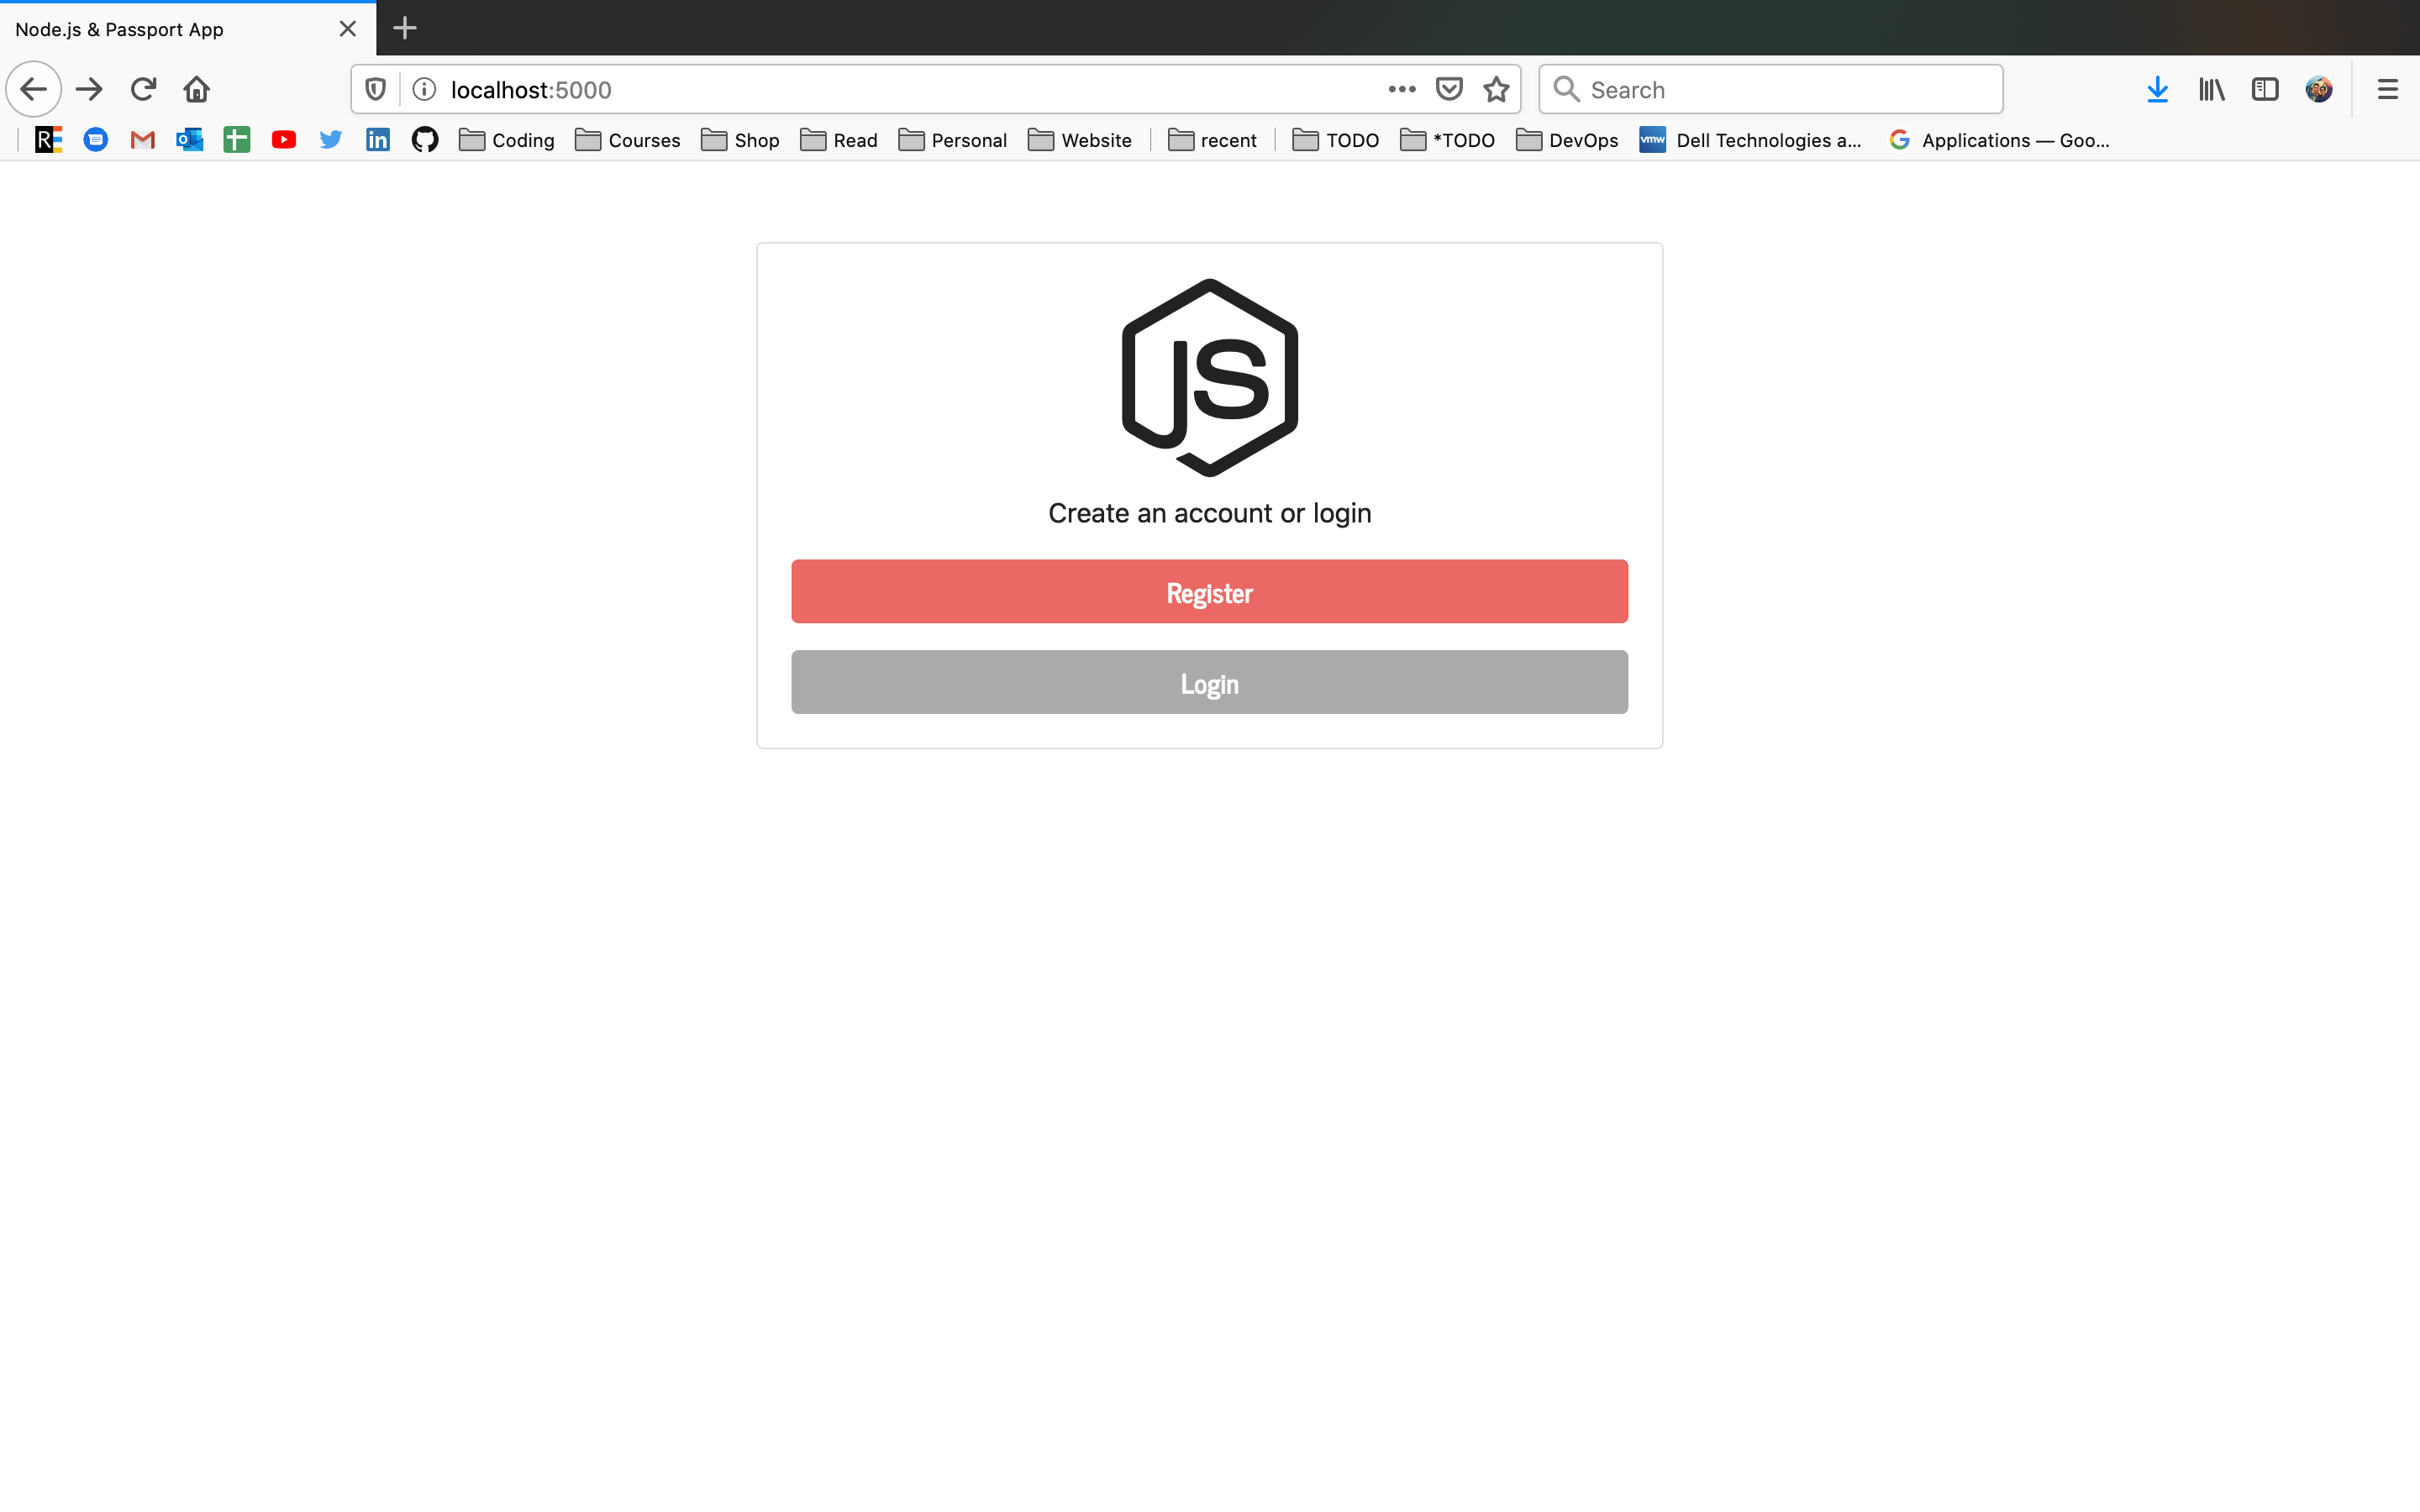 Node.js & Passport App
localhost:5000
Search
R
Coding
Courses
Shop
Read
Personal
Website
recent
TODO
*TODO
DevOps
vmw
Dell Technologies a...
G
Applications — Goo...
JS
Create an account or login
Register
Login